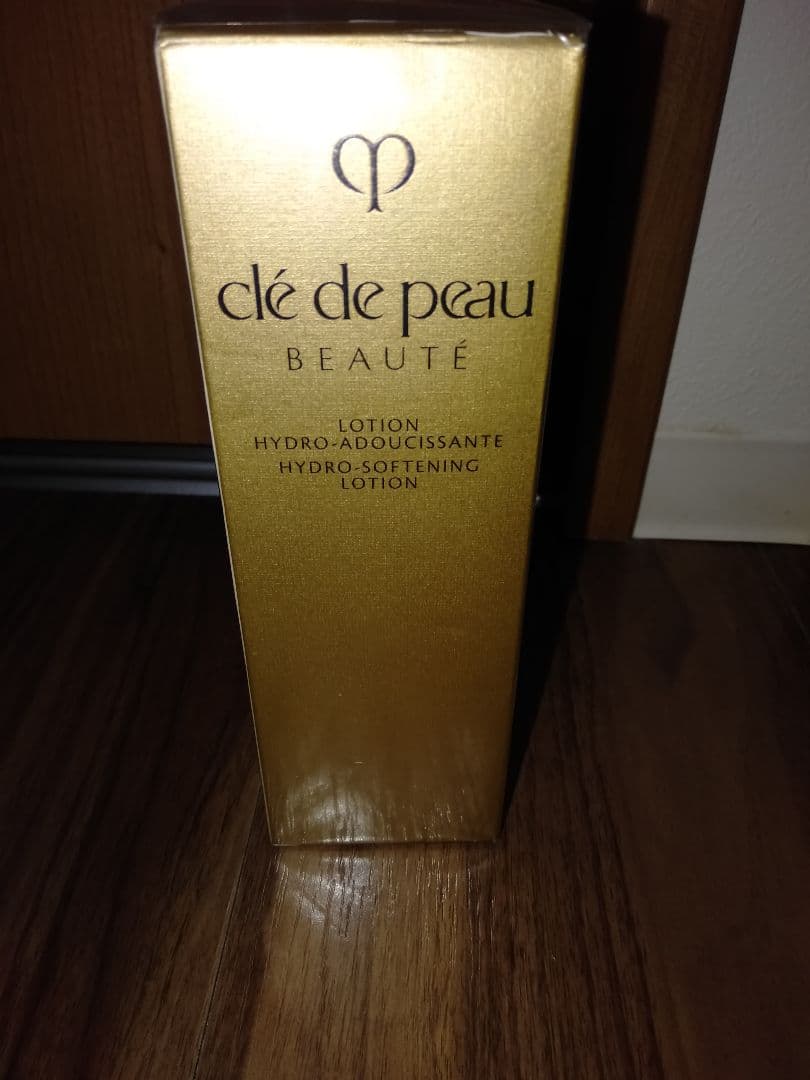 clé de peau
BEAUTÉ
LOTION
HYDRO-ADOUCISSANTE
HYDRO-SOFTENING
LOTION